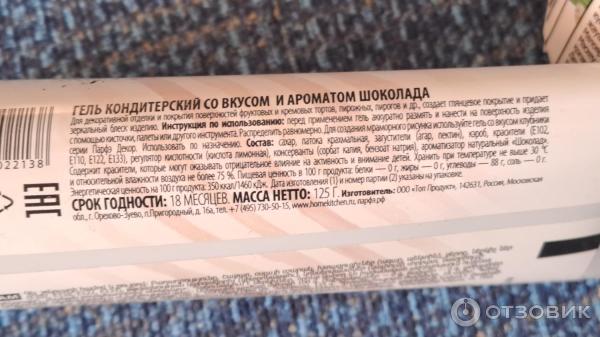 ГЕЛЬ КОНДИТЕРСКИЙ СО ВКУСОМ И АРОМАТОМ ШОКОЛАДА
Для декоративной отделки и покрытия поверхностей фруктовых и кремовых тортов, пирожных, пирогов и др., создает глянцевое покрытие и придает
зеркальный блеск изделию. Инструкция по использованию: перед применением гель аккуратно размять и нанести на поверхность изделия
с помощью кисточки, палеты или другого инструмента. Распределить равномерно. Для создания мраморного рисунка используйте гель со вкусом клубники
серии Парфэ Декор. Использовать по назначению. Состав: сахар, патока крахмальная, загустители (агар, пектин), вода, красители (Е102,
Е110, Е122, Е133), регулятор кислотности (кислота лимонная), консерванты (сорбат калия, бензоат натрия), ароматизатор натуральный «Шоколад».
Содержит красители, которые могут оказывать отрицательное влияние на активность и внимание детей. Хранить при температуре не выше 30 °С
и относительной влажности воздуха не более 75 %. Пищевая ценность в 100 г продукта: белки — 0 г, жиры — 0 г, углеводы — 88 г, соль — 0 г.
Энергетическая ценность на 100 г продукта: 350 ккал/1460 кДж. Дата изготовления (1) и номер партии (2) указаны на упаковке.
СРОК ГОДНОСТИ: 18 МЕСЯЦЕВ. МАССА НЕТТО: 125 Г. Изготовитель: ООО «Топ Продукт», 142631, Россия, Московская
обл., г. Орехово-Зуево, п.Пригородный, д. 16а, тел. +7 (495) 730-50-15, www.homekitchen.ru, парфэ.рф
022138
ЕАС
ОТЗОВИК